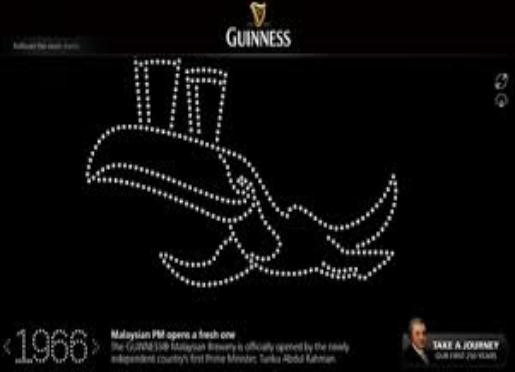 GUINNESS
1966
Malaysian PM opens a fresh one
The GUINNESS® Malaysian Brewery is officially opened by the newly
independent country's first Prime Minister, Tunku Abdul Rahman.
TAKE A JOURNEY
OUR FIRST 250 YEARS